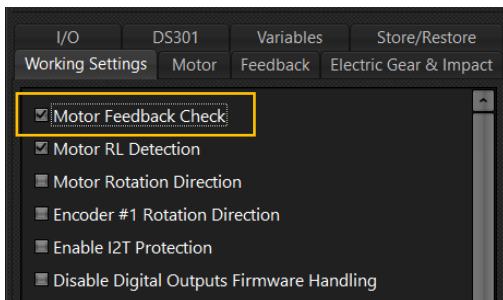 I/O DS301 Variables Store/Restore
Working Settings Motor Feedback Electric Gear & Impact
Motor Feedback Check
Motor RL Detection
Motor Rotation Direction
Encoder #1 Rotation Direction
Enable I2T Protection
Disable Digital Outputs Firmware Handling